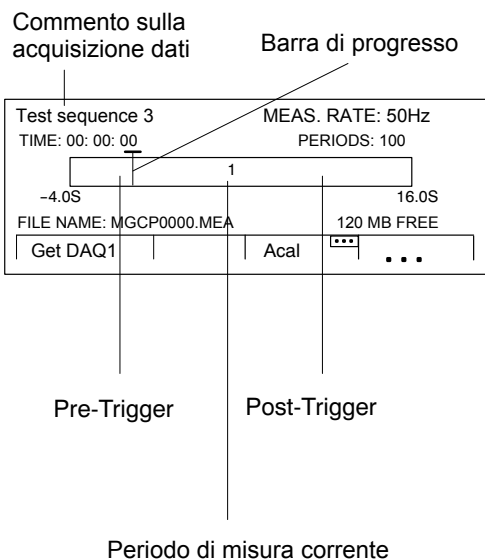 Commento sulla
acquisizione dati
Barra di progresso
Test sequence 3 MEAS. RATE: 50Hz
TIME: 00: 00: 00 PERIODS: 100
1
−4.0S 16.0S
FILE NAME: MGCP0000.MEA 120 MB FREE
Get DAQ1 Acal ... ...
Pre-Trigger Post-Trigger
Periodo di misura corrente